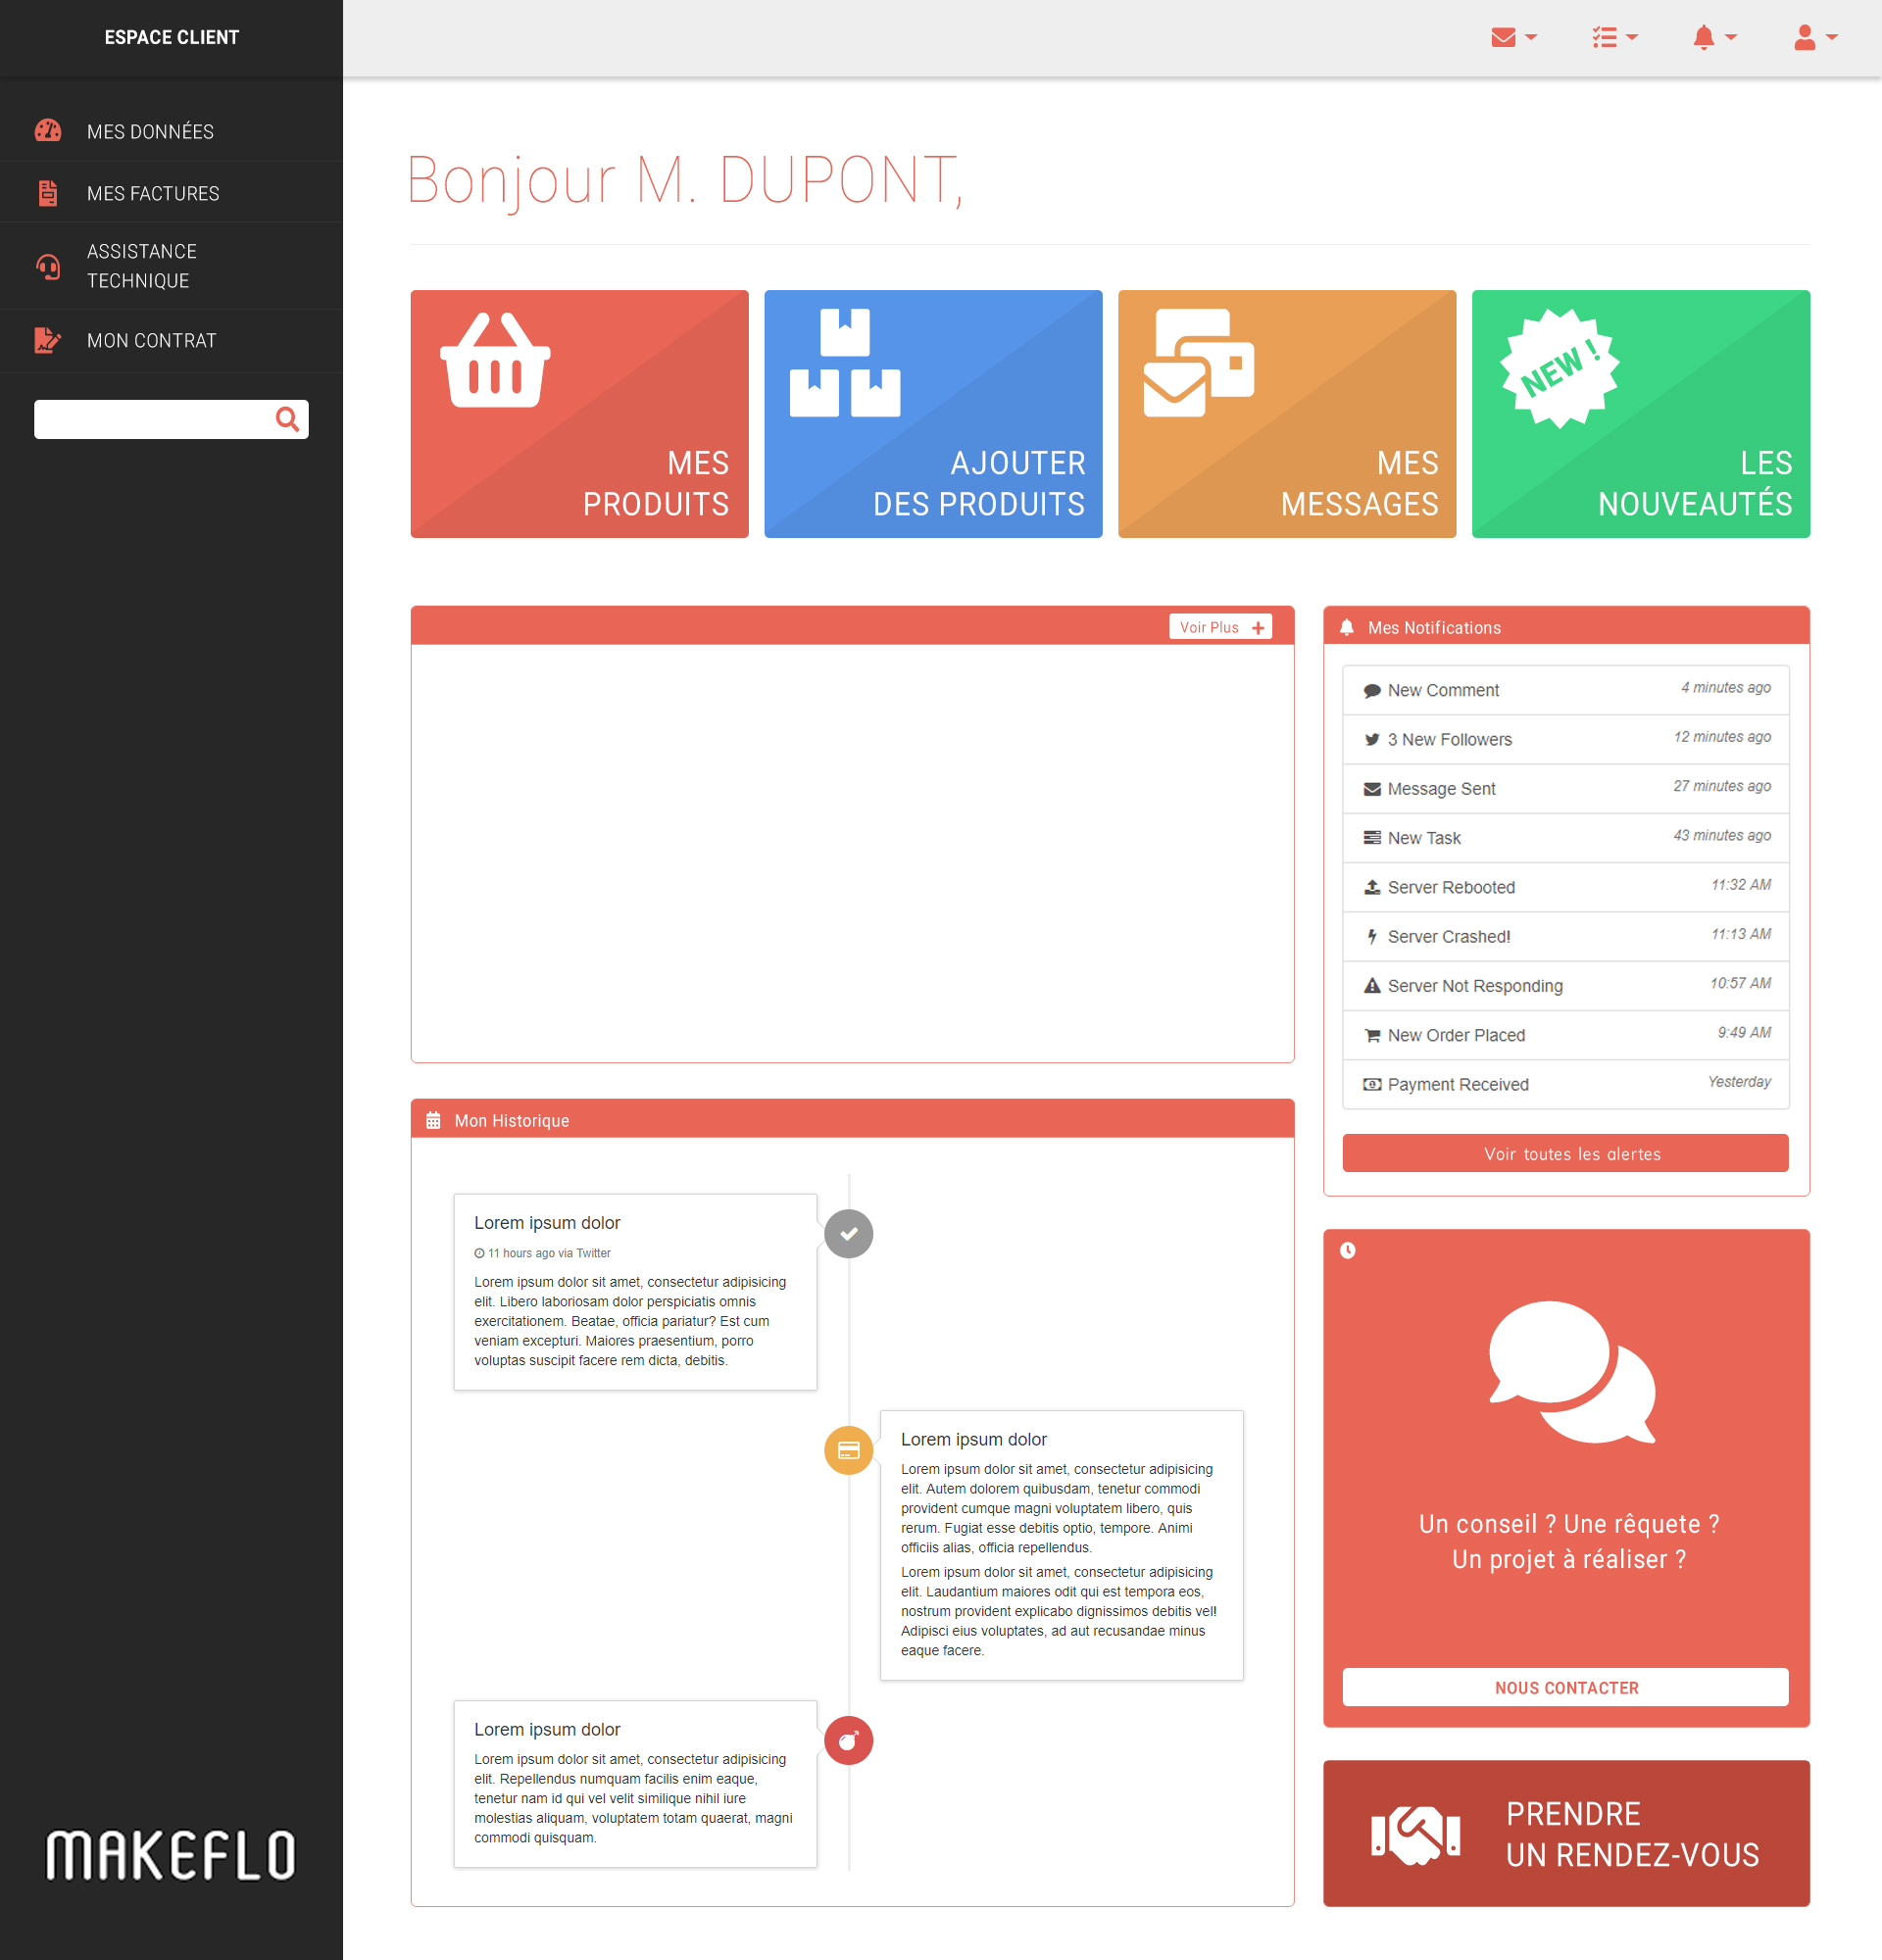 ESPACE CLIENT
MES DONNÉES
MES FACTURES
ASSISTANCE
TECHNIQUE
MON CONTRAT
MAKEFLO
Bonjour M. DUPONT,
MES
PRODUITS
AJOUTER
DES PRODUITS
MES
MESSAGES
NEW !
LES
NOUVEAUTÉS
Voir Plus
Mon Historique
Lorem ipsum dolor
11 hours ago via Twitter
Lorem ipsum dolor sit amet, consectetur adipisicing
elit. Libero laboriosam dolor perspiciatis omnis
exercitationem. Beatae, officia pariatur? Est cum
veniam excepturi. Maiores praesentium, porro
voluptas suscipit facere rem dicta, debitis.
Lorem ipsum dolor
Lorem ipsum dolor sit amet, consectetur adipisicing
elit. Autem dolorem quibusdam, tenetur commodi
provident cumque magni voluptatem libero, quis
rerum. Fugiat esse debitis optio, tempore. Animi
officiis alias, officia repellendus.
Lorem ipsum dolor sit amet, consectetur adipisicing
elit. Laudantium maiores odit qui est tempora eos,
nostrum provident explicabo dignissimos debitis vel!
Adipisci eius voluptates, ad aut recusandae minus
eaque facere.
Lorem ipsum dolor
Lorem ipsum dolor sit amet, consectetur adipisicing
elit. Repellendus numquam facilis enim eaque,
tenetur nam id qui vel velit similique nihil iure
molestias aliquam, voluptatem totam quaerat, magni
commodi quisquam.
Mes Notifications
New Comment 4 minutes ago
3 New Followers 12 minutes ago
Message Sent 27 minutes ago
New Task 43 minutes ago
Server Rebooted 11:32 AM
Server Crashed! 11:13 AM
Server Not Responding 10:57 AM
New Order Placed 9:49 AM
Payment Received Yesterday
Voir toutes les alertes
Un conseil ? Une rêquete ?
Un projet à réaliser ?
NOUS CONTACTER
PRENDRE
UN RENDEZ-VOUS